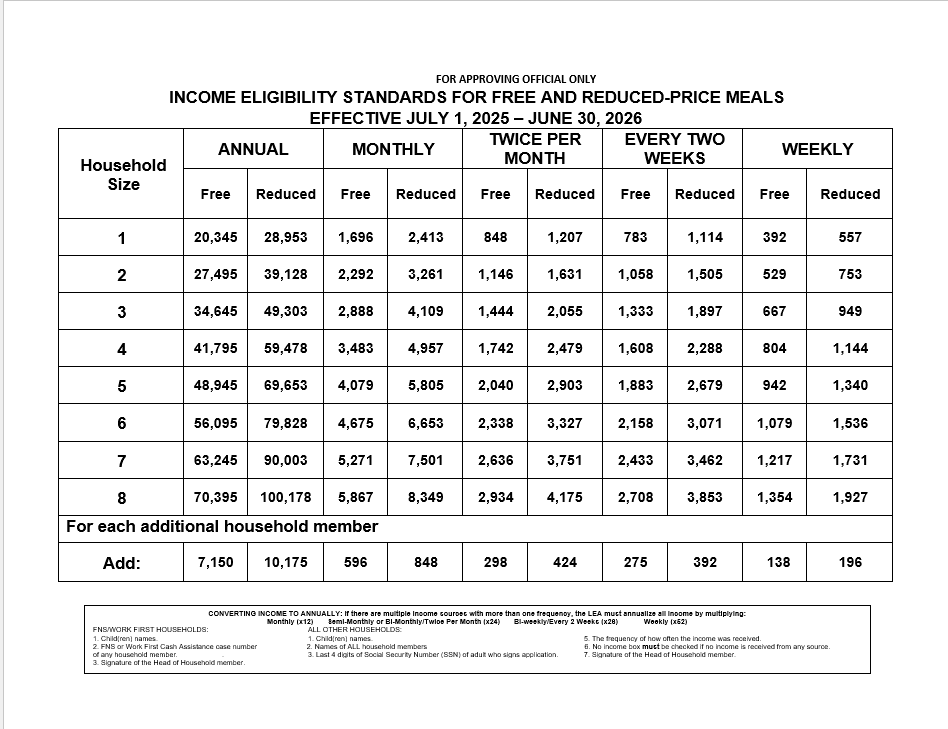 FOR APPROVING OFFICIAL ONLY
INCOME ELIGIBILITY STANDARDS FOR FREE AND REDUCED-PRICE MEALS
EFFECTIVE JULY 1, 2025 – JUNE 30, 2026
Household Size ANNUAL MONTHLY TWICE PER MONTH EVERY TWO WEEKS WEEKLY
Free Reduced Free Reduced Free Reduced Free Reduced Free Reduced
1 20,345 28,953 1,696 2,413 848 1,207 783 1,114 392 557
2 27,495 39,128 2,292 3,261 1,146 1,631 1,058 1,505 529 753
3 34,645 49,303 2,888 4,109 1,444 2,055 1,333 1,897 667 949
4 41,795 59,478 3,483 4,957 1,742 2,479 1,608 2,288 804 1,144
5 48,945 69,653 4,079 5,805 2,040 2,903 1,883 2,679 942 1,340
6 56,095 79,828 4,675 6,653 2,338 3,327 2,158 3,071 1,079 1,536
7 63,245 90,003 5,271 7,501 2,636 3,751 2,433 3,462 1,217 1,731
8 70,395 100,178 5,867 8,349 2,934 4,175 2,708 3,853 1,354 1,927
For each additional household member
Add: 7,150 10,175 596 848 298 424 275 392 138 196
CONVERTING INCOME TO ANNUALLY: If there are multiple income sources with more than one frequency, the LEA must annualize all income by multiplying:
Monthly (x12) Semi-Monthly or Bi-Monthly/Twice Per Month (x24) Bi-weekly/Every 2 Weeks (x26) Weekly (x52)
FNS/WORK FIRST HOUSEHOLDS:
1. Child(ren) names.
2. FNS or Work First Cash Assistance case number
of any household member.
3. Signature of the Head of Household member.
ALL OTHER HOUSEHOLDS:
1. Child(ren) names.
2. Names of ALL household members
3. Last 4 digits of Social Security Number (SSN) of adult who signs application.
5. The frequency of how often the income was received.
6. No income box must be checked if no income is received from any source.
7. Signature of the Head of Household member.